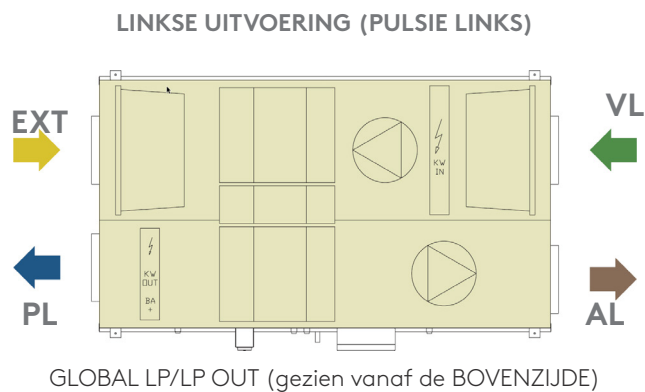 LINKSE UITVOERING (PULSIE LINKS)
EXT
VL
KW
IN
KW
OUT
BA
+
PL
AL
GLOBAL LP/LP OUT (gezien vanaf de BOVENZIJDE)